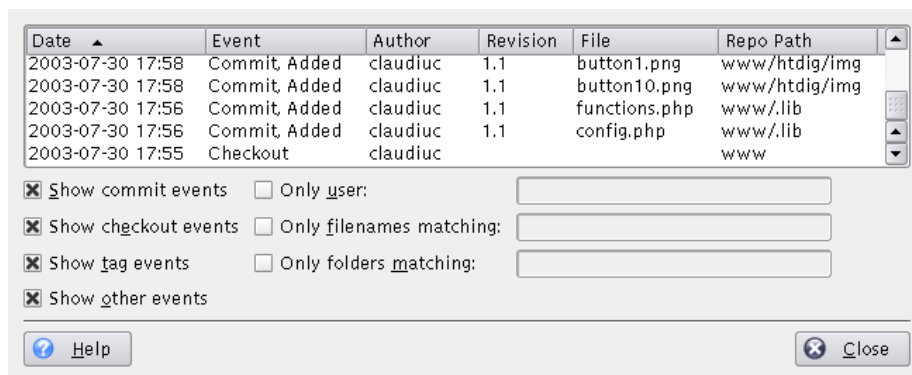 Date Event Author Revision File Repo Path
2003-07-30 17:58 Commit, Added claudiuc 1.1 button1.png www/htdig/img
2003-07-30 17:58 Commit, Added claudiuc 1.1 button10.png www/htdig/img
2003-07-30 17:56 Commit, Added claudiuc 1.1 functions.php www/.lib
2003-07-30 17:56 Commit, Added claudiuc 1.1 config.php www/.lib
2003-07-30 17:55 Checkout claudiuc www
Show commit events Only user:
Show checkout events Only filenames matching:
Show tag events Only folders matching:
Show other events
Help Close